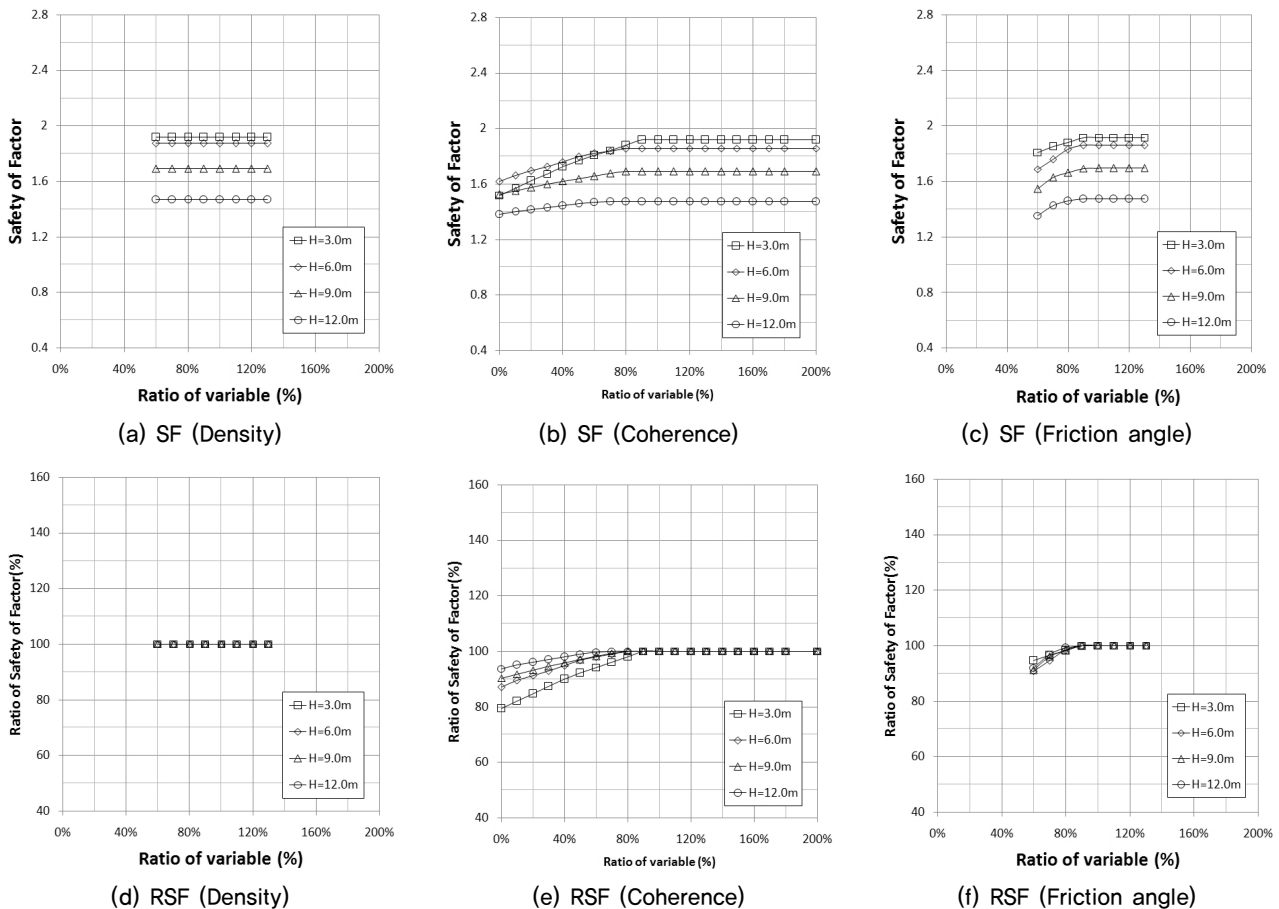 2.8
2.4
2
1.6
1.2
0.8
0.4
0% 40% 80% 120% 160% 200%
Safety of Factor
Ratio of variable (%)
H=3.0m
H=6.0m
H=9.0m
H=12.0m
(a) SF (Density)
2.8
2.4
2
1.6
1.2
0.8
0.4
0% 20% 40% 60% 80% 100% 120% 140% 160% 180% 200%
Safety of Factor
Ratio of variable (%)
H=3.0m
H=6.0m
H=9.0m
H=12.0m
(b) SF (Coherence)
2.8
2.4
2
1.6
1.2
0.8
0.4
0% 40% 80% 120% 160% 200%
Safety of Factor
Ratio of variable (%)
H=3.0m
H=6.0m
H=9.0m
H=12.0m
(c) SF (Friction angle)
160
140
120
100
80
60
40
0% 40% 80% 120% 160% 200%
Ratio of Safety of Factor(%)
Ratio of variable (%)
H=3.0m
H=6.0m
H=9.0m
H=12.0m
(d) RSF (Density)
160
140
120
100
80
60
40
0% 20% 40% 60% 80% 100% 120% 140% 160% 180% 200%
Ratio of Safety of Factor(%)
Ratio of variable (%)
H=3.0m
H=6.0m
H=9.0m
H=12.0m
(e) RSF (Coherence)
160
140
120
100
80
60
40
0% 40% 80% 120% 160% 200%
Ratio of Safety of Factor(%)
Ratio of variable (%)
H=3.0m
H=6.0m
H=9.0m
H=12.0m
(f) RSF (Friction angle)